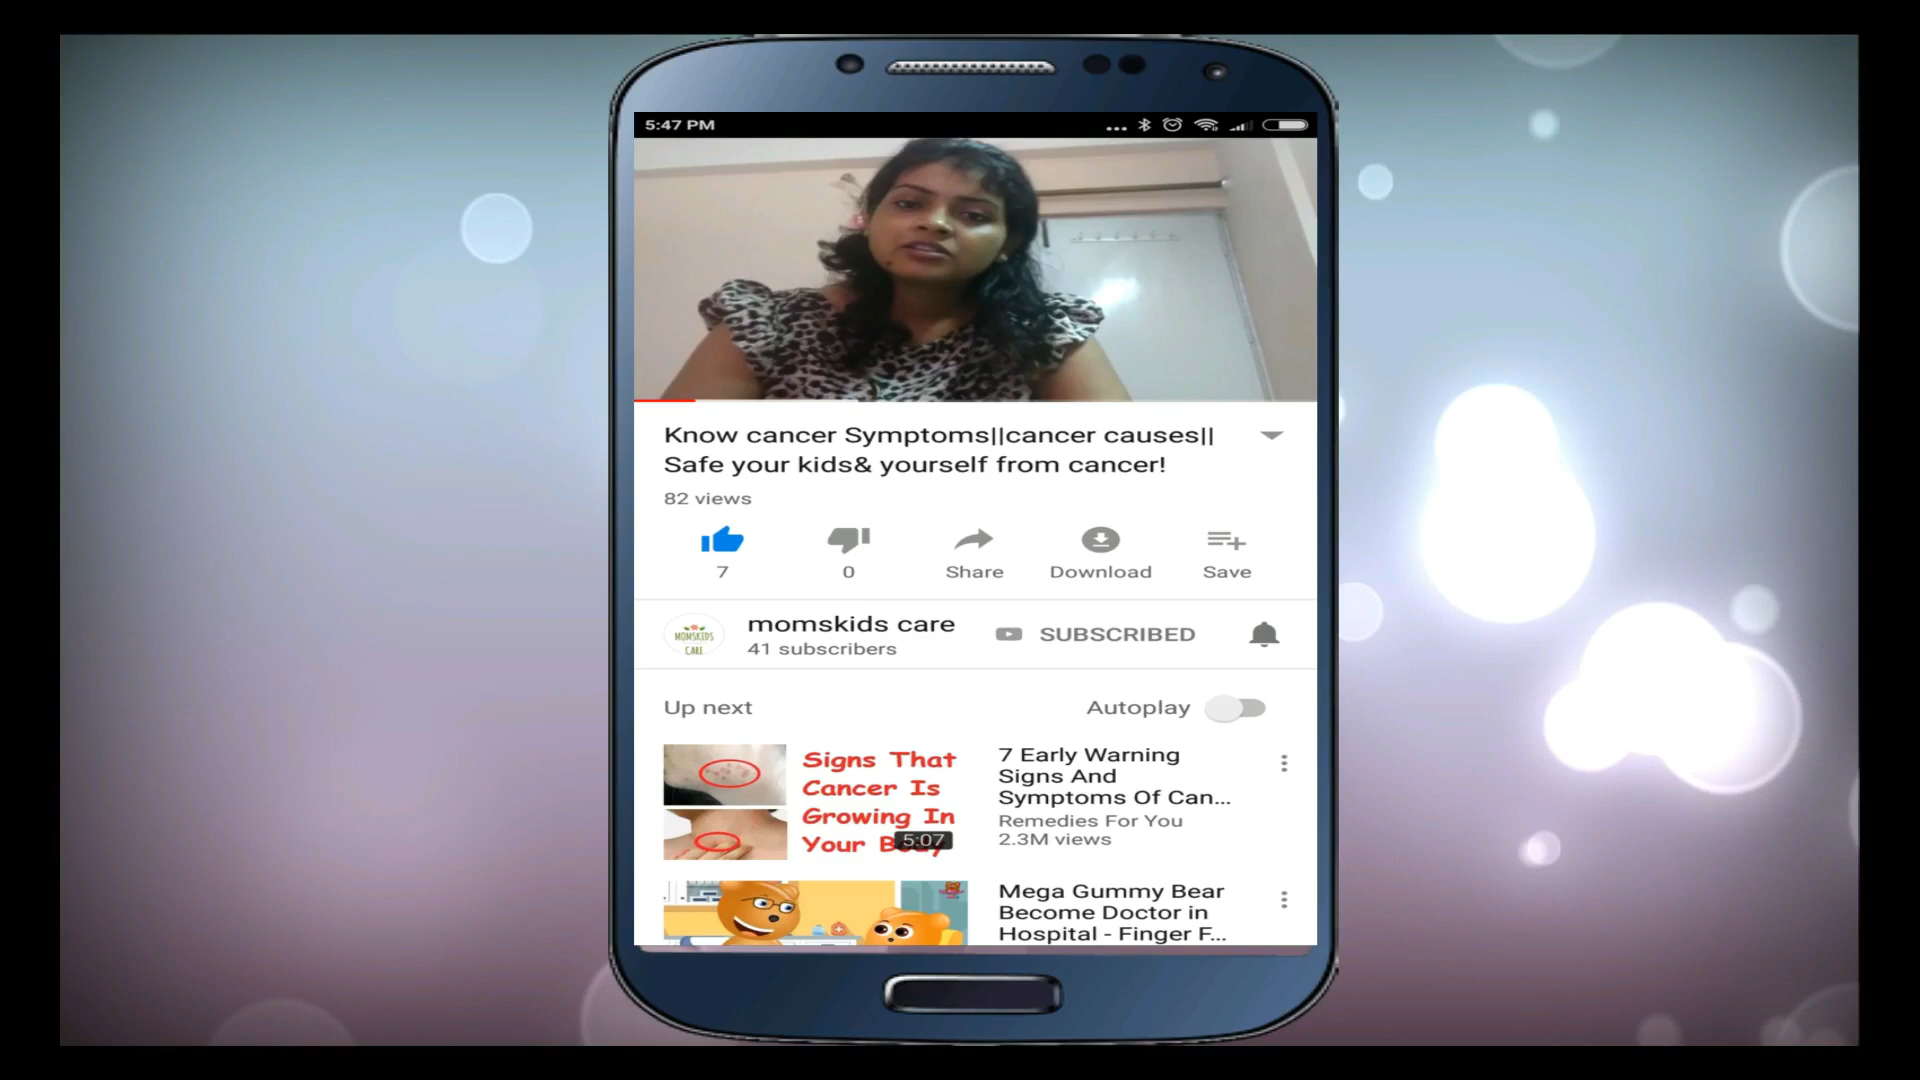 5:47 PM
Know cancer Symptoms||cancer causes||
Safe your kids& yourself from cancer!
82 views
7
0
Share
Download
Save
MOMSKIDS
CARE
momskids care
41 subscribers
SUBSCRIBED
Up next
Autoplay
Signs That
Cancer Is
Growing In
Your Body
5:07
7 Early Warning
Signs And
Symptoms Of Can...
Remedies For You
2.3M views
Mega Gummy Bear
Become Doctor in
Hospital - Finger F...